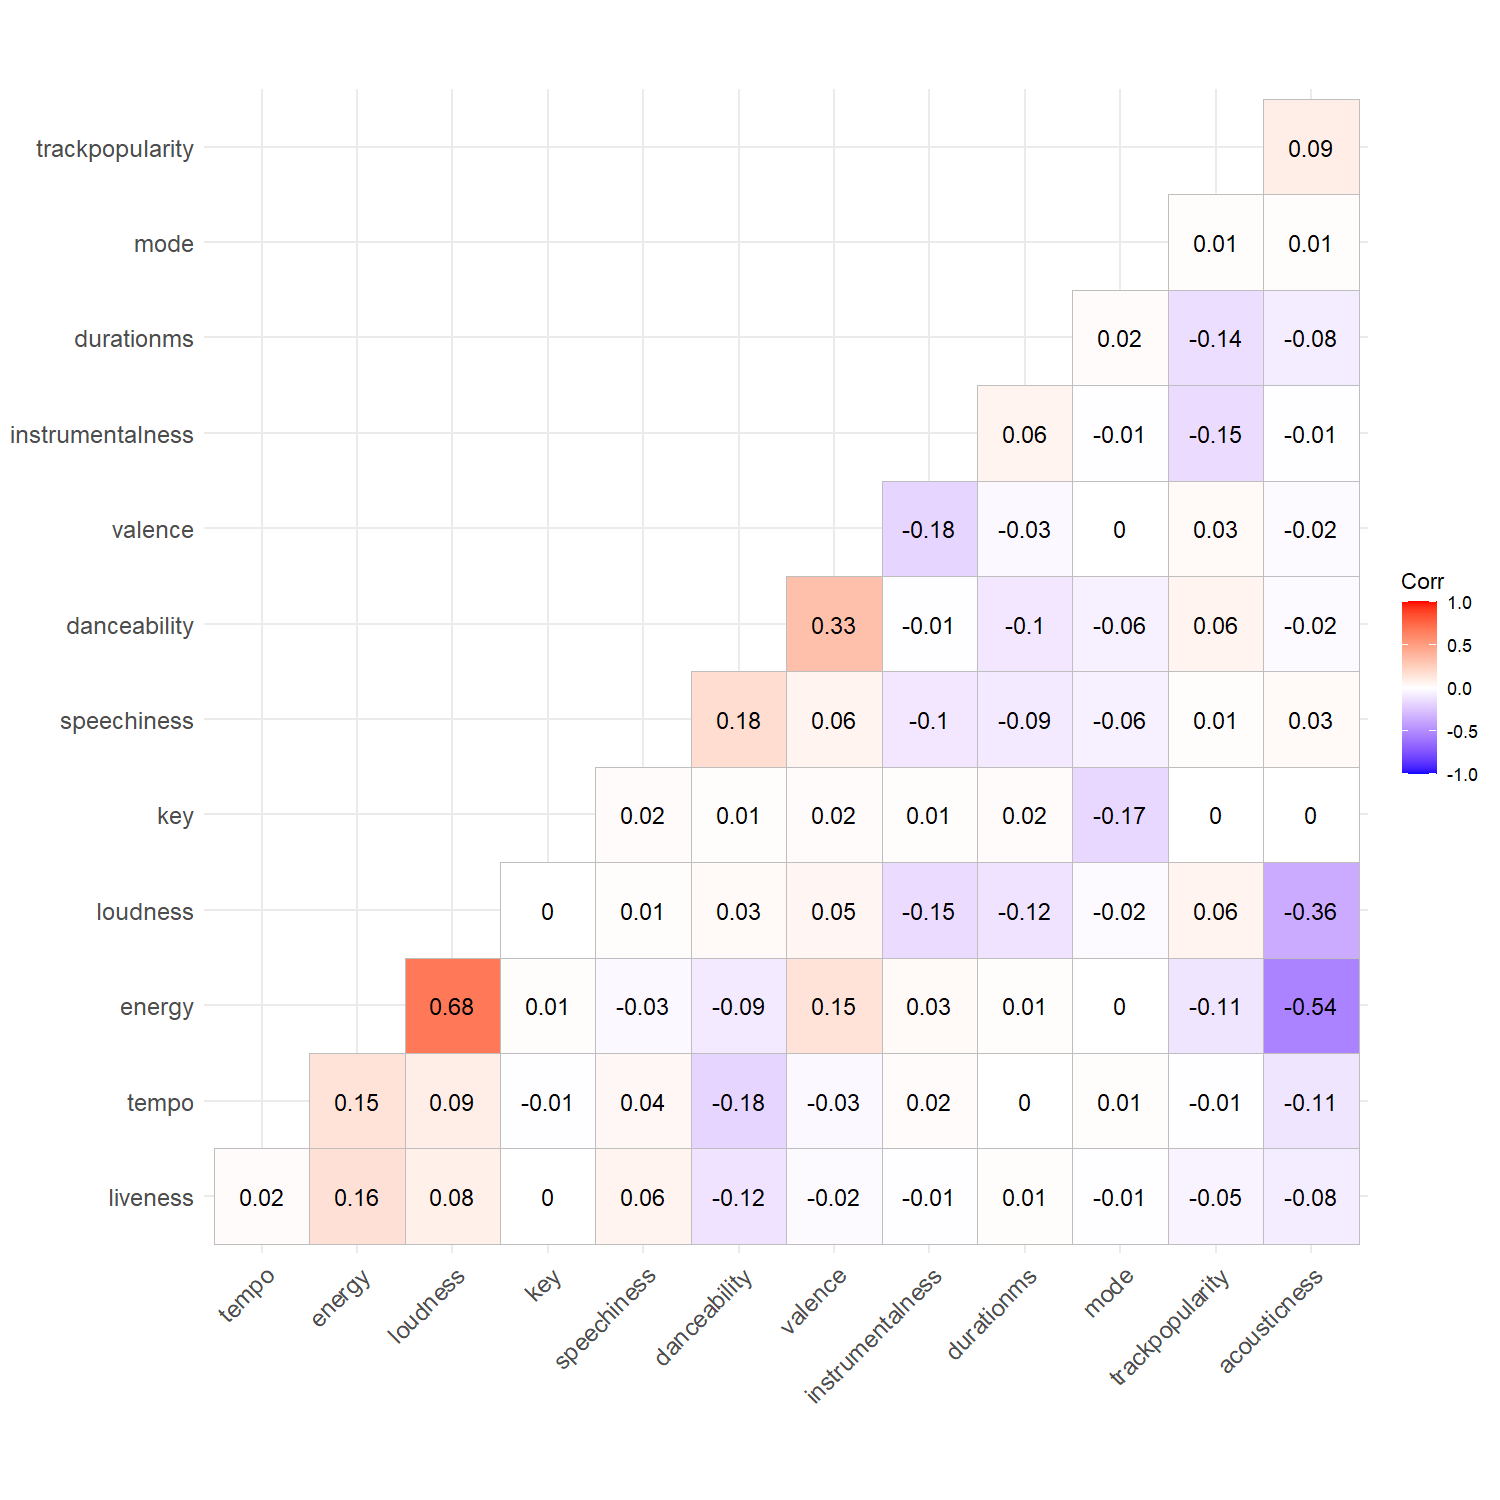 trackpopularity 0.09
mode 0.01 0.01
durationms 0.02 -0.14 -0.08
instrumentalness 0.06 -0.01 -0.15 -0.01
valence -0.18 -0.03 0 0.03 -0.02
danceability 0.33 -0.01 -0.1 -0.06 0.06 -0.02
speechiness 0.18 0.06 -0.1 -0.09 -0.06 0.01 0.03
key 0.02 0.01 0.02 0.01 0.02 -0.17 0 0
loudness 0 0.01 0.03 0.05 -0.15 -0.12 -0.02 0.06 -0.36
energy 0.68 0.01 -0.03 -0.09 0.15 0.03 0.01 0 -0.11 -0.54
tempo 0.15 0.09 -0.01 0.04 -0.18 -0.03 0.02 0 0.01 -0.01 -0.11
liveness 0.02 0.16 0.08 0 0.06 -0.12 -0.02 -0.01 0.01 -0.01 -0.05 -0.08
tempo energy loudness key speechiness danceability valence instrumentalness durationms mode trackpopularity acousticness
Corr
1.0
0.5
0.0
-0.5
-1.0